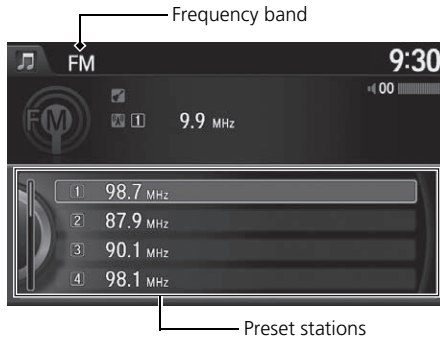 Frequency band
FM 9:30
00
FM
1 9.9 MHz
1 98.7 MHz
2 87.9 MHz
3 90.1 MHz
4 98.1 MHz
Preset stations